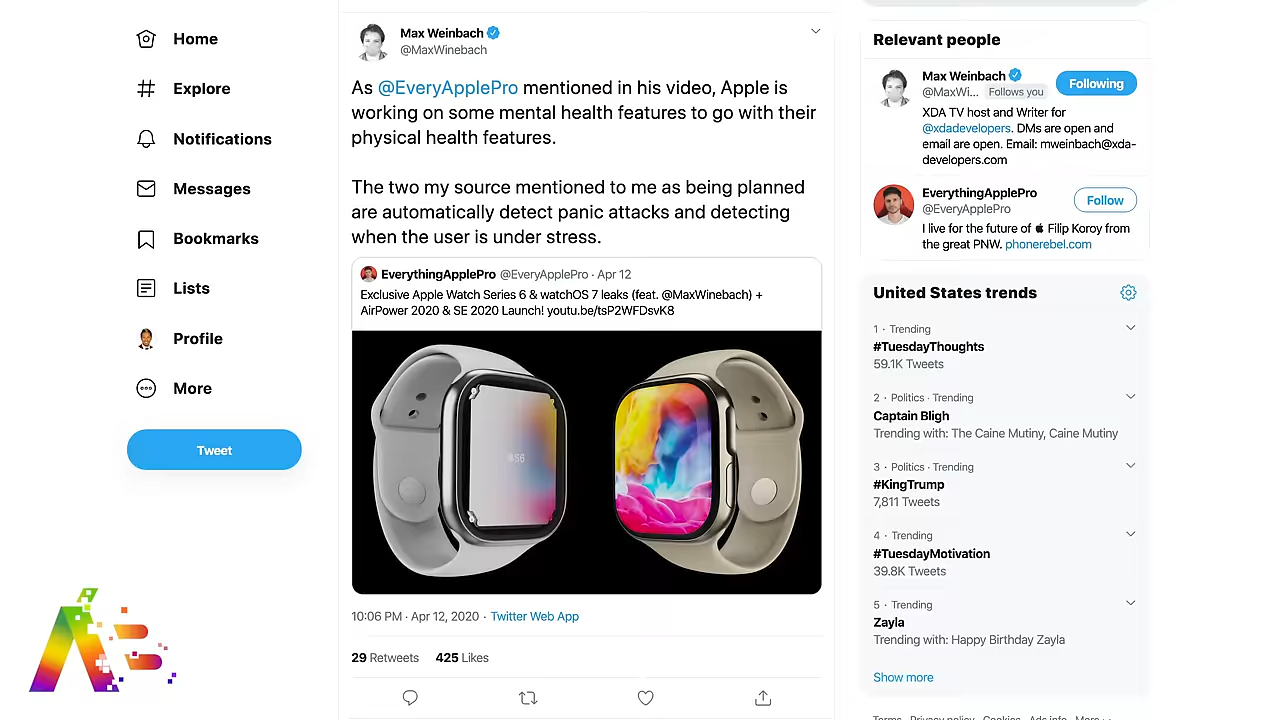 Home
Explore
Notifications
Messages
Bookmarks
Lists
Profile
More
Tweet
Max Weinbach
@MaxWinebach
As @EveryApplePro mentioned in his video, Apple is
working on some mental health features to go with their
physical health features.
The two my source mentioned to me as being planned
are automatically detect panic attacks and detecting
when the user is under stress.
EverythingApplePro @EveryApplePro · Apr 12
Exclusive Apple Watch Series 6 & watchOS 7 leaks (feat. @MaxWinebach) +
AirPower 2020 & SE 2020 Launch! youtu.be/tsP2WFDsvK8
S6
10:06 PM · Apr 12, 2020 · Twitter Web App
29 Retweets 425 Likes
Relevant people
Max Weinbach
@MaxWi... Follows you
Following
XDA TV host and Writer for
@xdadevelopers. DMs are open and
email are open. Email: mweinbach@xda-
developers.com
EverythingApplePro
@EveryApplePro
Follow
I live for the future of  Filip Koroy from
the great PNW. phonerebel.com
United States trends
1 · Trending
#TuesdayThoughts
59.1K Tweets
2 · Politics · Trending
Captain Bligh
Trending with: The Caine Mutiny, Caine Mutiny
3 · Politics · Trending
#KingTrump
7,811 Tweets
4 · Trending
#TuesdayMotivation
39.8K Tweets
5 · Trending
Zayla
Trending with: Happy Birthday Zayla
Show more
Terms Privacy policy Cookies Ads info More